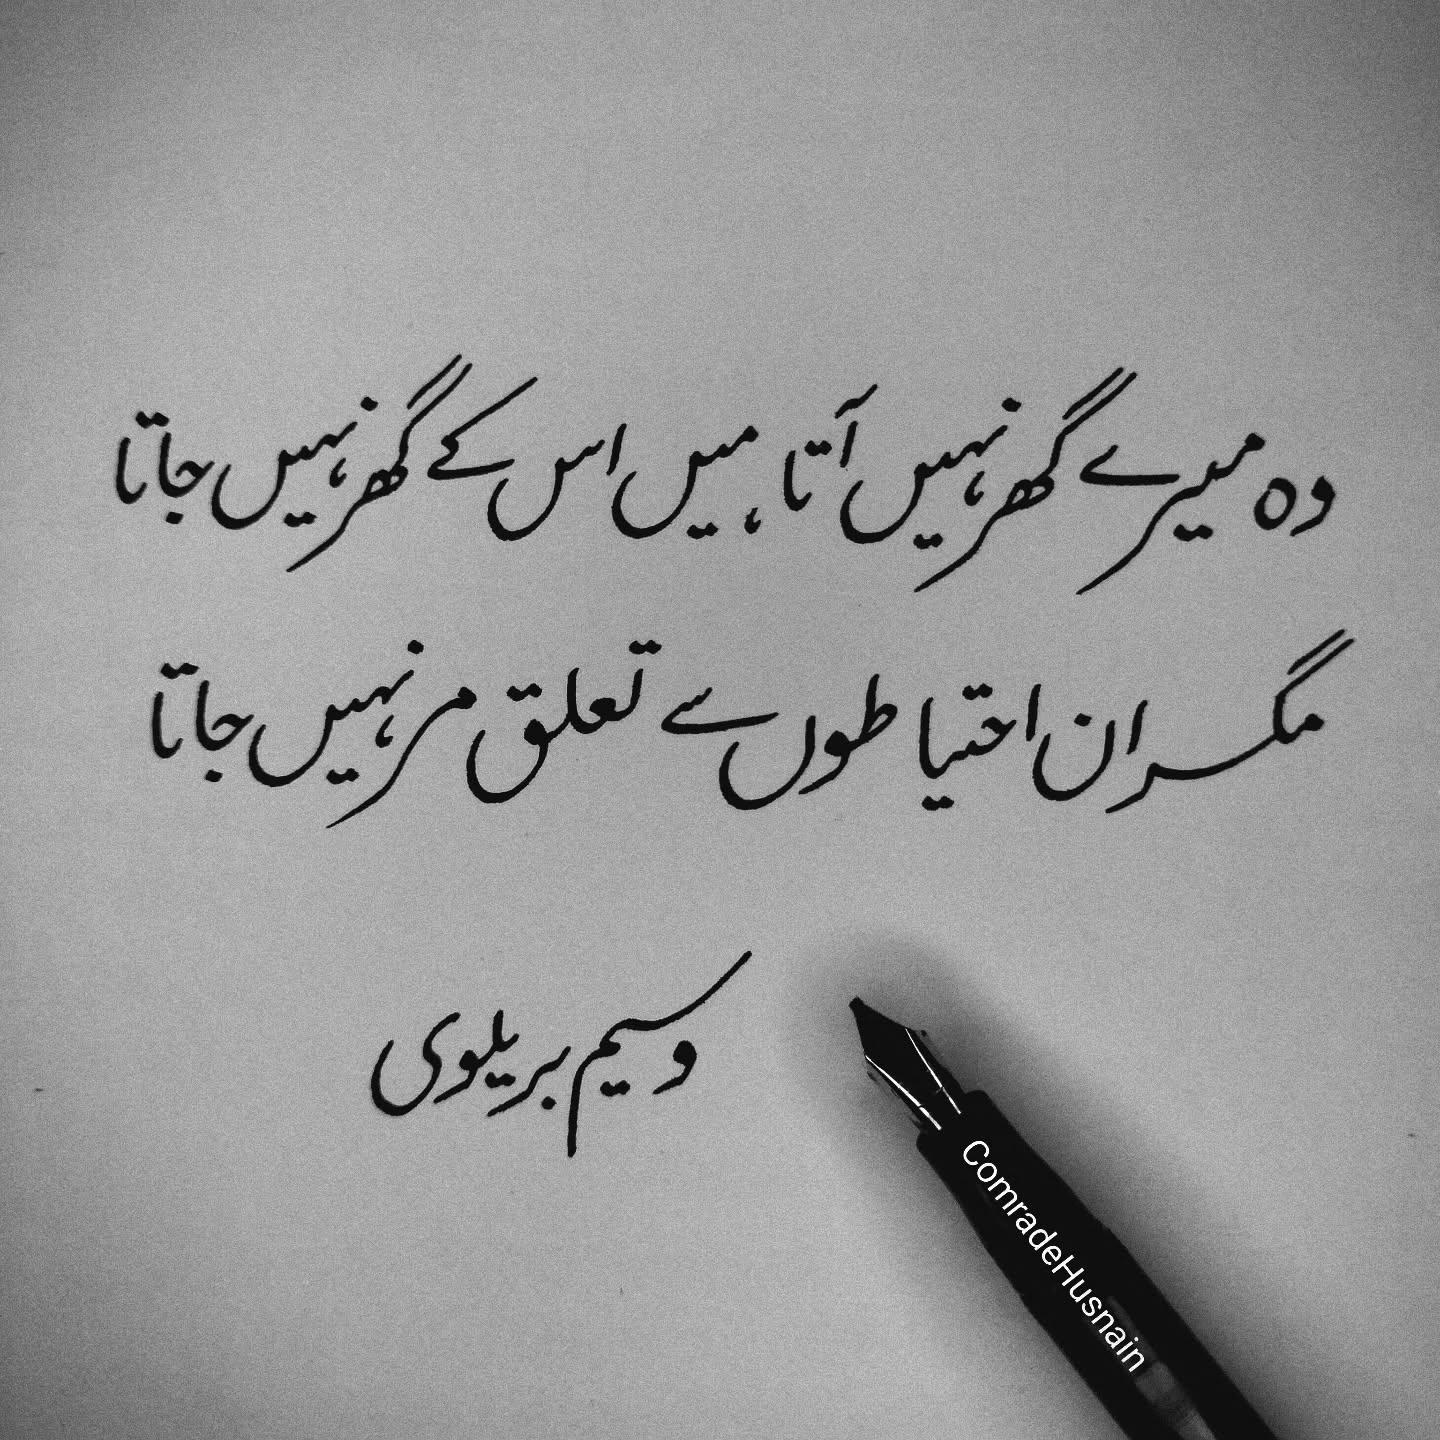 وہ میرے گھر نہیں آتا، میں اس کے گھر نہیں جاتا
مگر ان احتیاطوں سے تعلق مر نہیں جاتا
وسیم بریلوی
ComradeHusnain